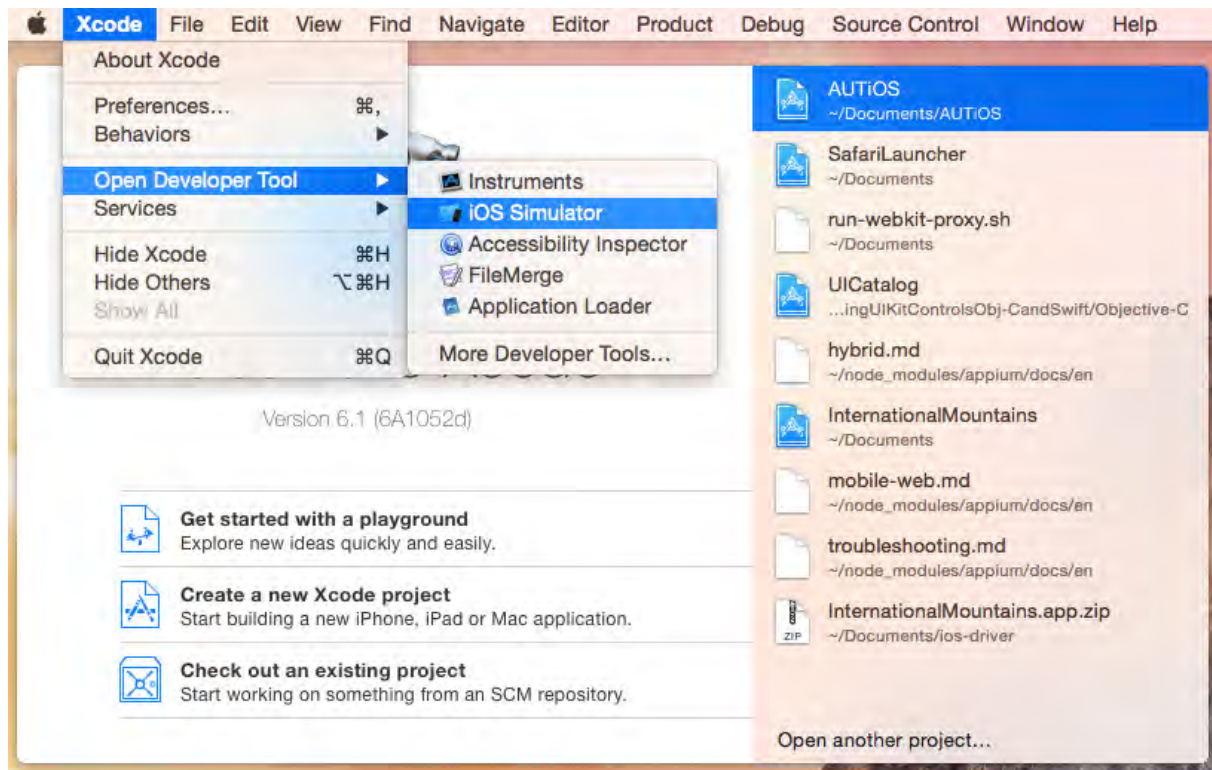 Xcode File Edit View Find Navigate Editor Product Debug Source Control Window Help
About Xcode
Preferences... ⌘,
Behaviors
Open Developer Tool
Services
Hide Xcode ⌘H
Hide Others ⌥⌘H
Show All
Quit Xcode ⌘Q
Instruments
iOS Simulator
Accessibility Inspector
FileMerge
Application Loader
More Developer Tools...
Version 6.1 (6A1052d)
Get started with a playground
Explore new ideas quickly and easily.
Create a new Xcode project
Start building a new iPhone, iPad or Mac application.
Check out an existing project
Start working on something from an SCM repository.
AUTiOS
~/Documents/AUTiOS
SafariLauncher
~/Documents
run-webkit-proxy.sh
~/Documents
UICatalog
...ingUIKitControlsObj-CandSwift/Objective-C
hybrid.md
~/node_modules/appium/docs/en
InternationalMountains
~/Documents
mobile-web.md
~/node_modules/appium/docs/en
troubleshooting.md
~/node_modules/appium/docs/en
ZIP
InternationalMountains.app.zip
~/Documents/ios-driver
Open another project...